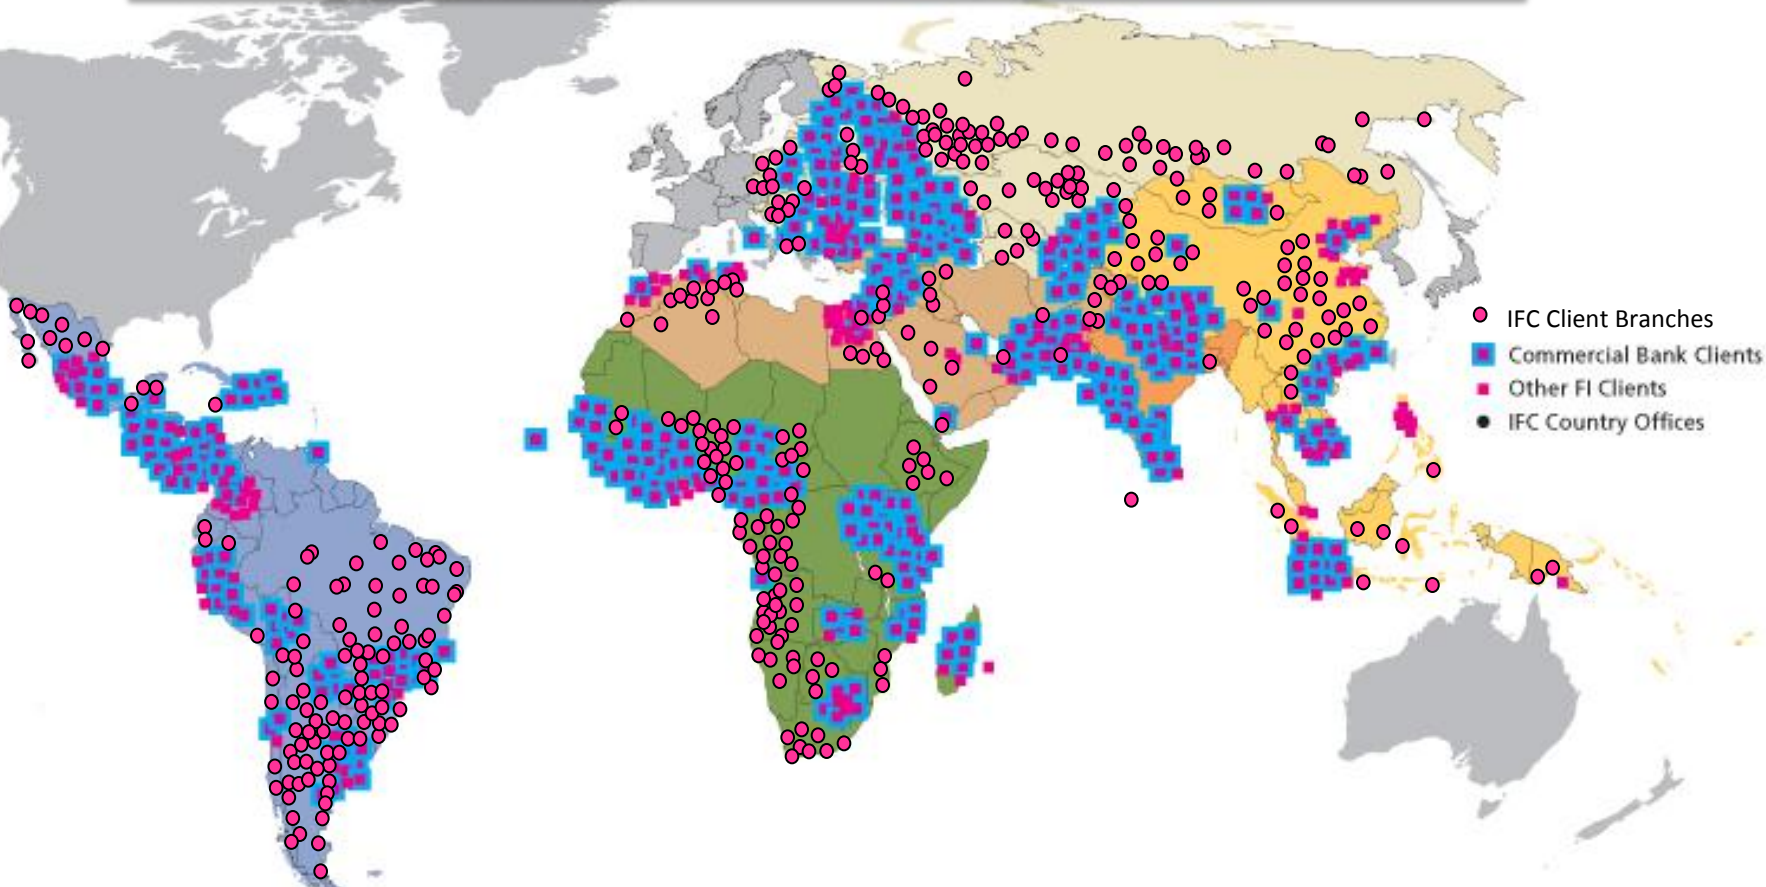 IFC Client Branches
Commercial Bank Clients
Other FI Clients
IFC Country Offices